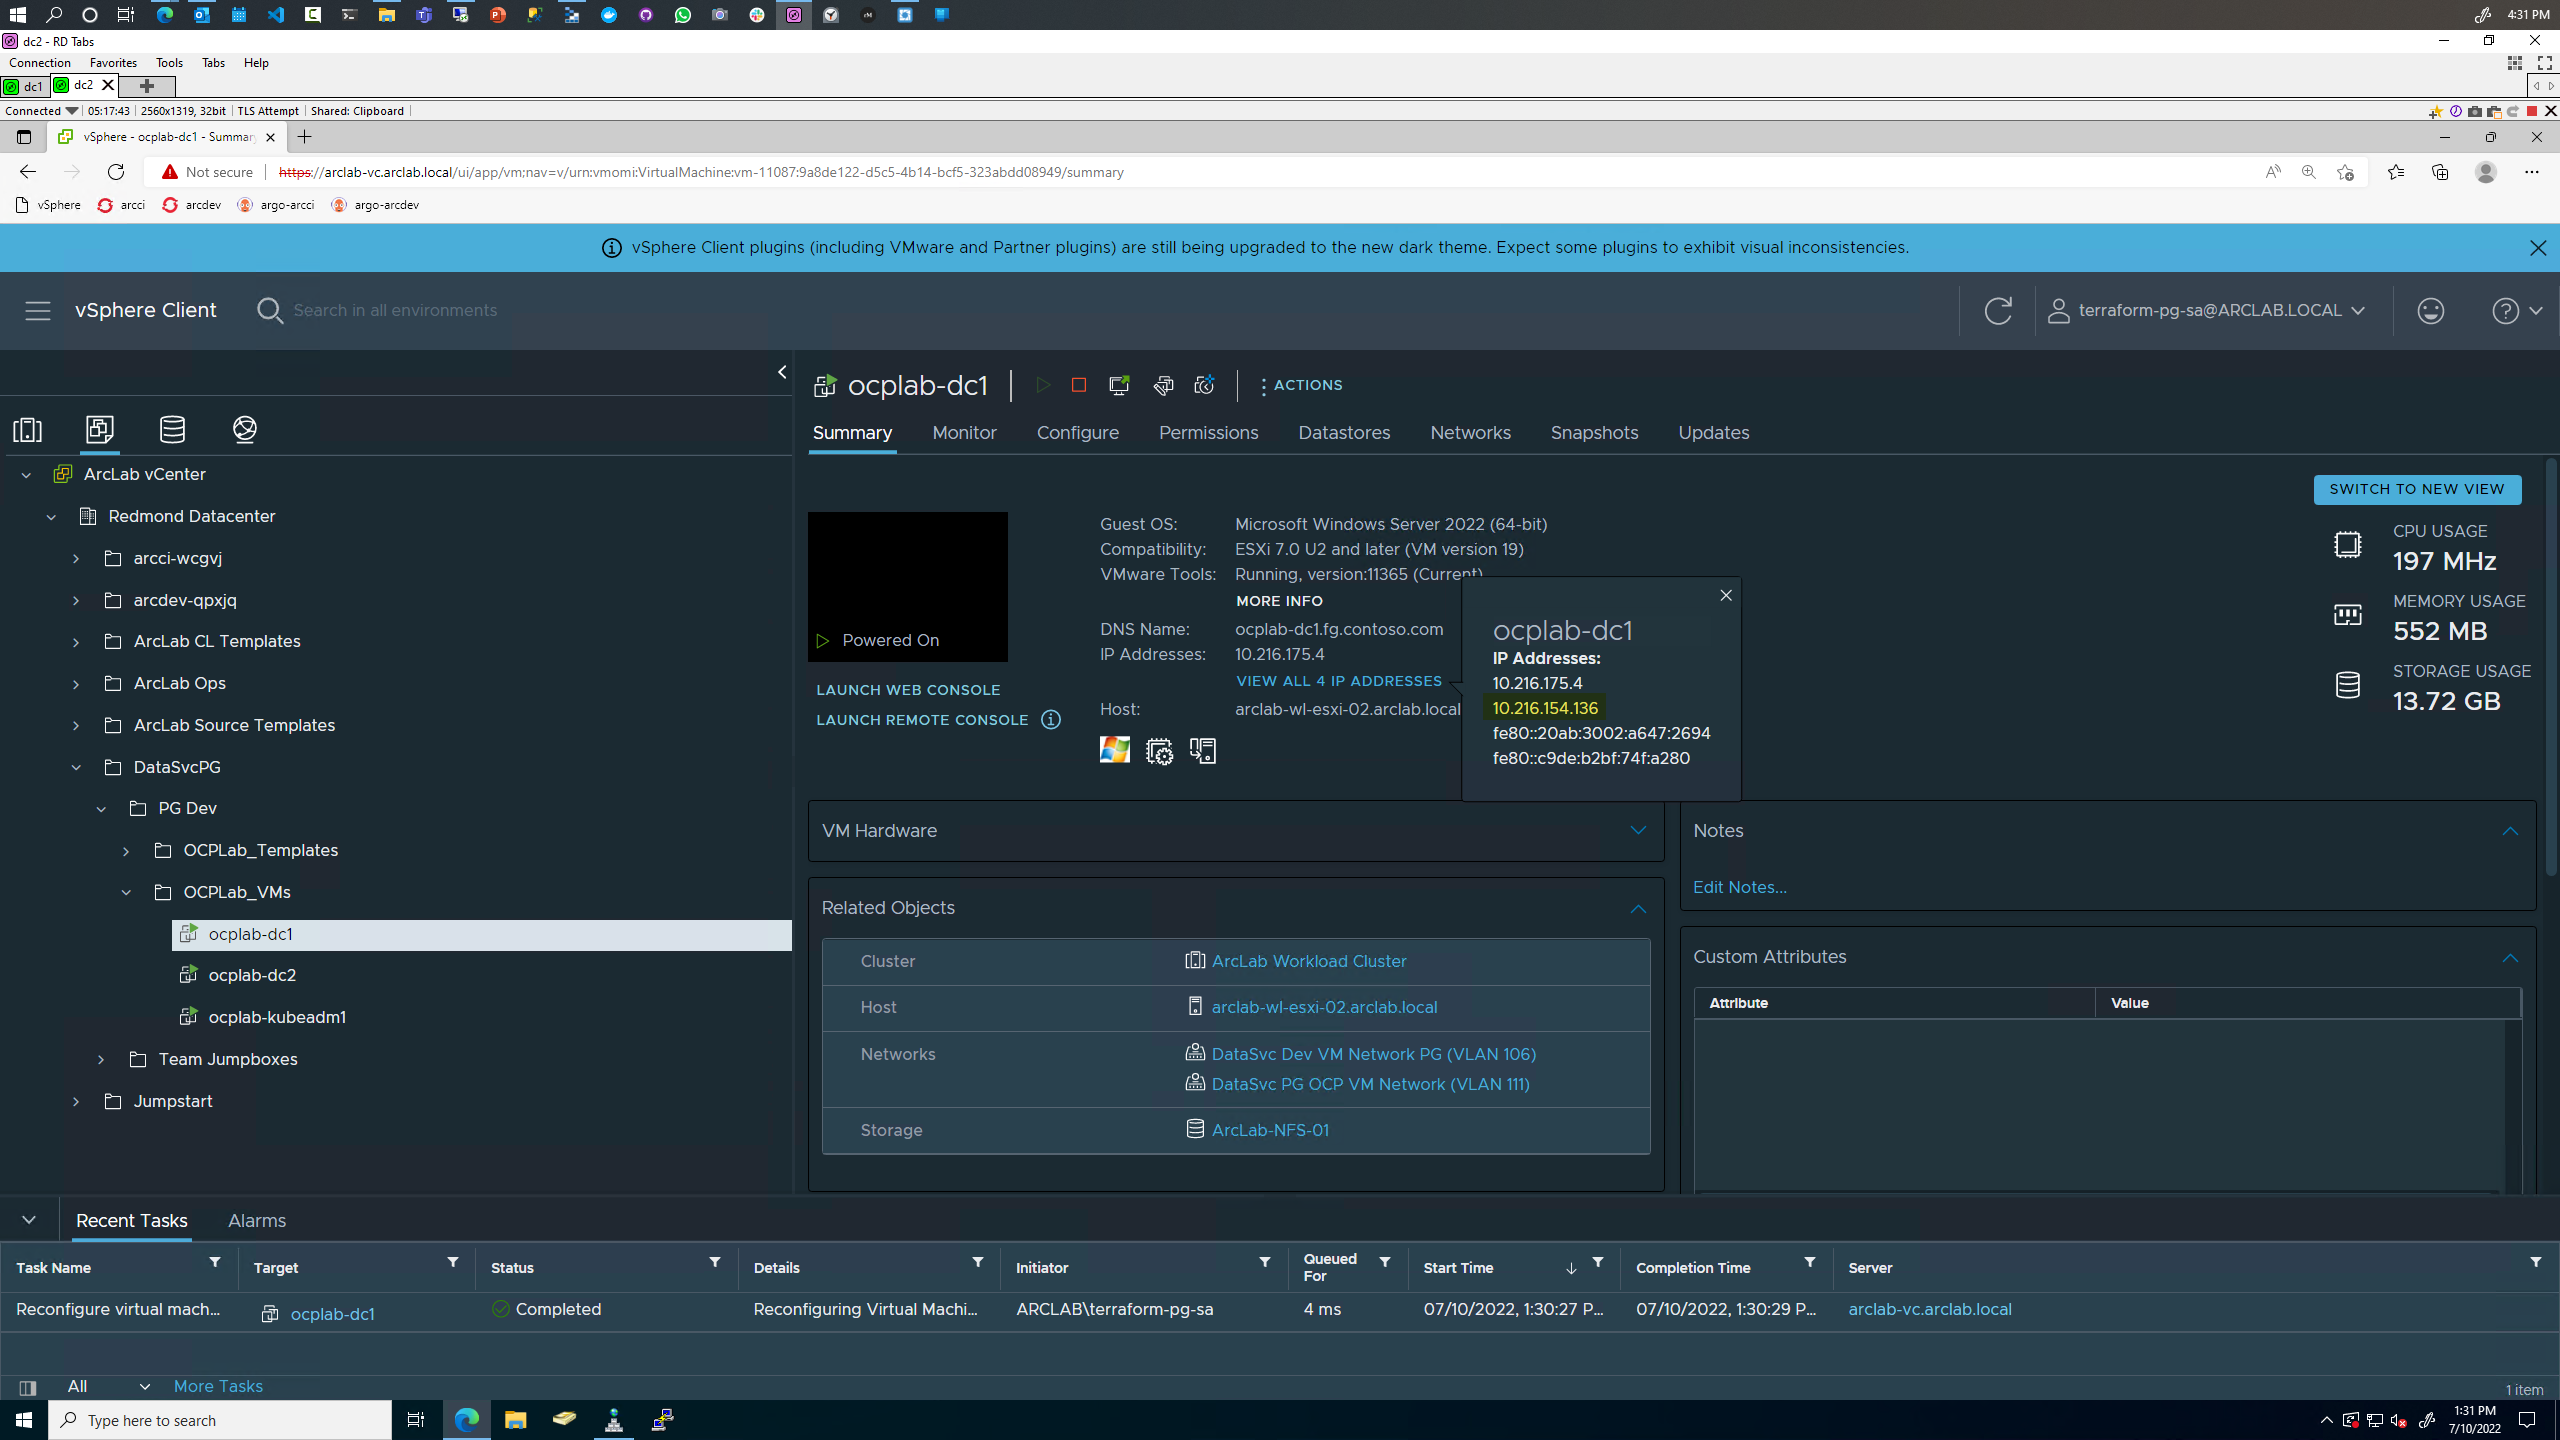 4:31 PM
dc2 - RD Tabs
Connection Favorites Tools Tabs Help
dc1 dc2
Connected 05:17:43 2560x1319, 32bit TLS Attempt Shared: Clipboard
vSphere - ocplab-dc1 - Summary
Not secure https://arclab-vc.arclab.local/ui/app/vm;nav=v/urn:vmomi:VirtualMachine:vm-11087:9a8de122-d5c5-4b14-bcf5-323abdd08949/summary
vSphere arcci arcdev argo-arcci argo-arcdev
vSphere Client plugins (including VMware and Partner plugins) are still being upgraded to the new dark theme. Expect some plugins to exhibit visual inconsistencies.
vSphere Client Search in all environments terraform-pg-sa@ARCLAB.LOCAL
ArcLab vCenter
Redmond Datacenter
arcci-wcgvj
arcdev-qpxjq
ArcLab CL Templates
ArcLab Ops
ArcLab Source Templates
DataSvcPG
PG Dev
OCPLab_Templates
OCPLab_VMs
ocplab-dc1
ocplab-dc2
ocplab-kubeadm1
Team Jumpboxes
Jumpstart
ocplab-dc1 ACTIONS
Summary Monitor Configure Permissions Datastores Networks Snapshots Updates
SWITCH TO NEW VIEW
Powered On
LAUNCH WEB CONSOLE
LAUNCH REMOTE CONSOLE
Guest OS: Microsoft Windows Server 2022 (64-bit)
Compatibility: ESXi 7.0 U2 and later (VM version 19)
VMware Tools: Running, version:11365 (Current)
MORE INFO
DNS Name: ocplab-dc1.fg.contoso.com
IP Addresses: 10.216.175.4
VIEW ALL 4 IP ADDRESSES
Host: arclab-wl-esxi-02.arclab.local
ocplab-dc1
IP Addresses:
10.216.175.4
10.216.154.136
fe80::20ab:3002:a647:2694
fe80::c9de:b2bf:74f:a280
CPU USAGE
197 MHz
MEMORY USAGE
552 MB
STORAGE USAGE
13.72 GB
VM Hardware
Related Objects
Cluster ArcLab Workload Cluster
Host arclab-wl-esxi-02.arclab.local
Networks DataSvc Dev VM Network PG (VLAN 106)
DataSvc PG OCP VM Network (VLAN 111)
Storage ArcLab-NFS-01
Notes
Edit Notes...
Custom Attributes
Attribute Value
Recent Tasks Alarms
Task Name Target Status Details Initiator Queued For Start Time Completion Time Server
Reconfigure virtual mach... ocplab-dc1 Completed Reconfiguring Virtual Machi... ARCLAB\terraform-pg-sa 4 ms 07/10/2022, 1:30:27 P... 07/10/2022, 1:30:29 P... arclab-vc.arclab.local
All More Tasks
1 item
Type here to search
1:31 PM
7/10/2022